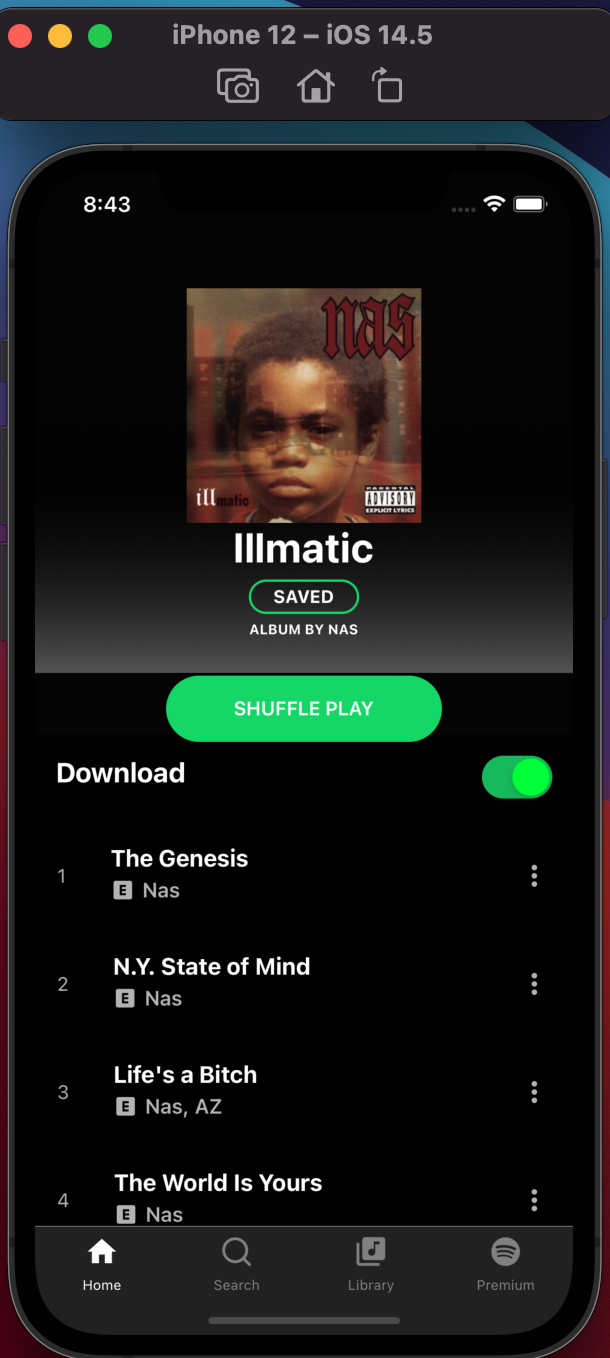 iPhone 12 – iOS 14.5
8:43
nas
illmatic
PARENTAL
ADVISORY
EXPLICIT LYRICS
Illmatic
SAVED
ALBUM BY NAS
SHUFFLE PLAY
Download
1
The Genesis
E Nas
2
N.Y. State of Mind
E Nas
3
Life's a Bitch
E Nas, AZ
4
The World Is Yours
E Nas
Home Search Library Premium